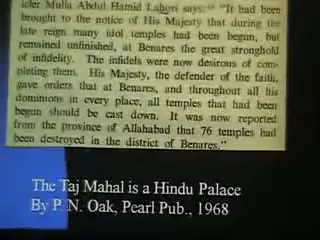 icler Mulla Abdul Hamid Lahori says: "It had been
brought to the notice of His Majesty that during the
late reign many idol temples had been begun, but
remained unfinished, at Benares the great stronghold
of infidelity. The infidels were now desirous of com-
pleting them. His Majesty, the defender of the faith,
gave orders that at Benares, and throughout all his
dominions in every place, all temples that had been
begun should be cast down. It was now reported
from the province of Allahabad that 76 temples had
been destroyed in the district of Benares."
The Taj Mahal is a Hindu Palace
By P. N. Oak, Pearl Pub., 1968